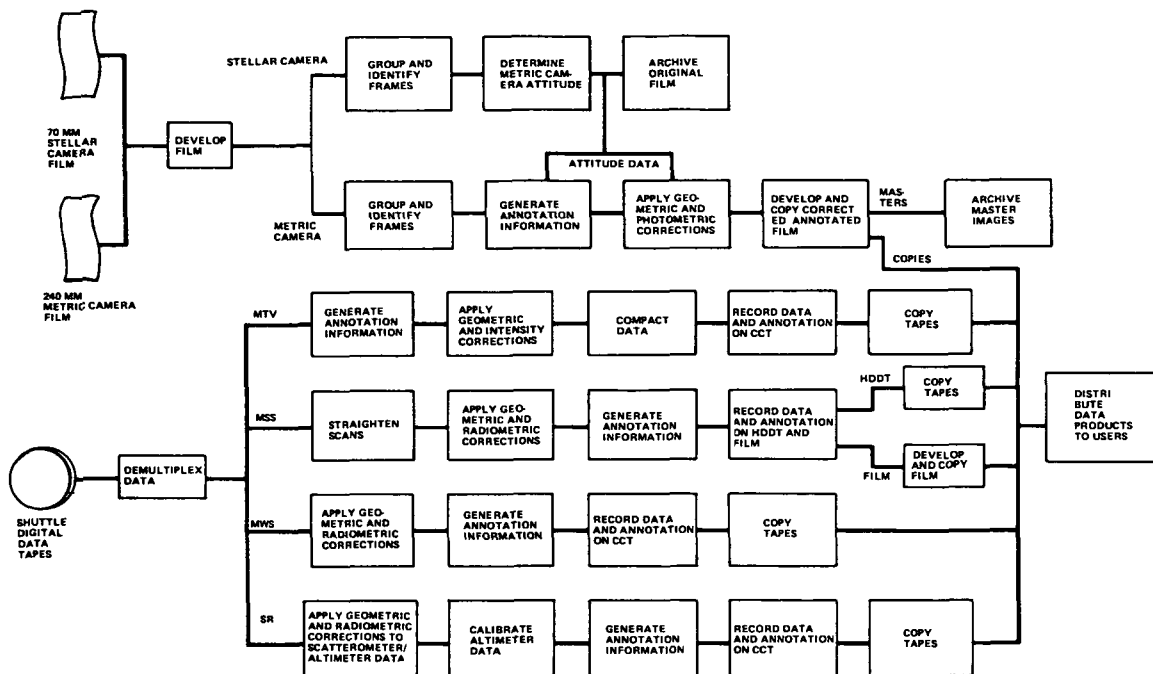 70 MM
STELLAR
CAMERA
FILM
240 MM
METRIC CAMERA
FILM
DEVELOP
FILM
STELLAR CAMERA
GROUP AND
IDENTIFY
FRAMES
DETERMINE
METRIC CAM-
ERA ATTITUDE
ARCHIVE
ORIGINAL
FILM
ATTITUDE DATA
METRIC
CAMERA
GROUP AND
IDENTIFY
FRAMES
GENERATE
ANNOTATION
INFORMATION
APPLY GEO-
METRIC AND
PHOTOMETRIC
CORRECTIONS
DEVELOP AND
COPY CORRECT
ED ANNOTATED
FILM
MAS-
TERS
ARCHIVE
MASTER
IMAGES
COPIES
SHUTTLE
DIGITAL
DATA
TAPES
DEMULTIPLEX
DATA
MTV
GENERATE
ANNOTATION
INFORMATION
APPLY
GEOMETRIC
AND INTENSITY
CORRECTIONS
COMPACT
DATA
RECORD DATA
AND ANNOTATION
ON CCT
COPY
TAPES
MSS
STRAIGHTEN
SCANS
APPLY GEO-
METRIC AND
RADIOMETRIC
CORRECTIONS
GENERATE
ANNOTATION
INFORMATION
RECORD DATA
AND ANNOTATION
ON HDDT AND
FILM
HDDT
COPY
TAPES
FILM
DEVELOP
AND COPY
FILM
MWS
APPLY GEO-
METRIC AND
RADIOMETRIC
CORRECTIONS
GENERATE
ANNOTATION
INFORMATION
RECORD DATA
AND ANNOTATION
ON CCT
COPY
TAPES
SR
APPLY GEOMETRIC
AND RADIOMETRIC
CORRECTIONS TO
SCATTEROMETER/
ALTIMETER DATA
CALIBRATE
ALTIMETER
DATA
GENERATE
ANNOTATION
INFORMATION
RECORD DATA
AND ANNOTATION
ON CCT
COPY
TAPES
DISTRI
BUTE
DATA
PRODUCTS
TO USERS